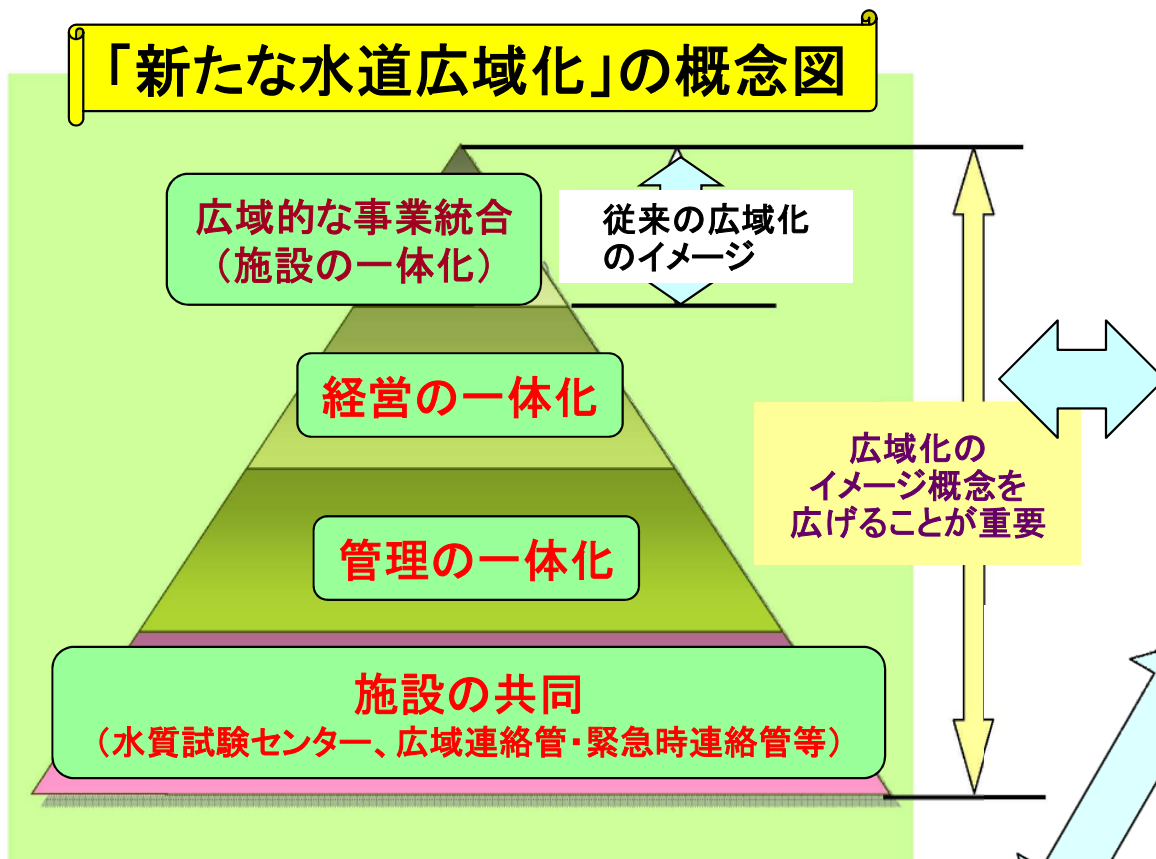 「新たな水道広域化」の概念図
広域的な事業統合
（施設の一体化）
従来の広域化
のイメージ
経営の一体化
広域化の
イメージ概念を
広げることが重要
管理の一体化
施設の共同
（水質試験センター、広域連絡管・緊急時連絡管等）